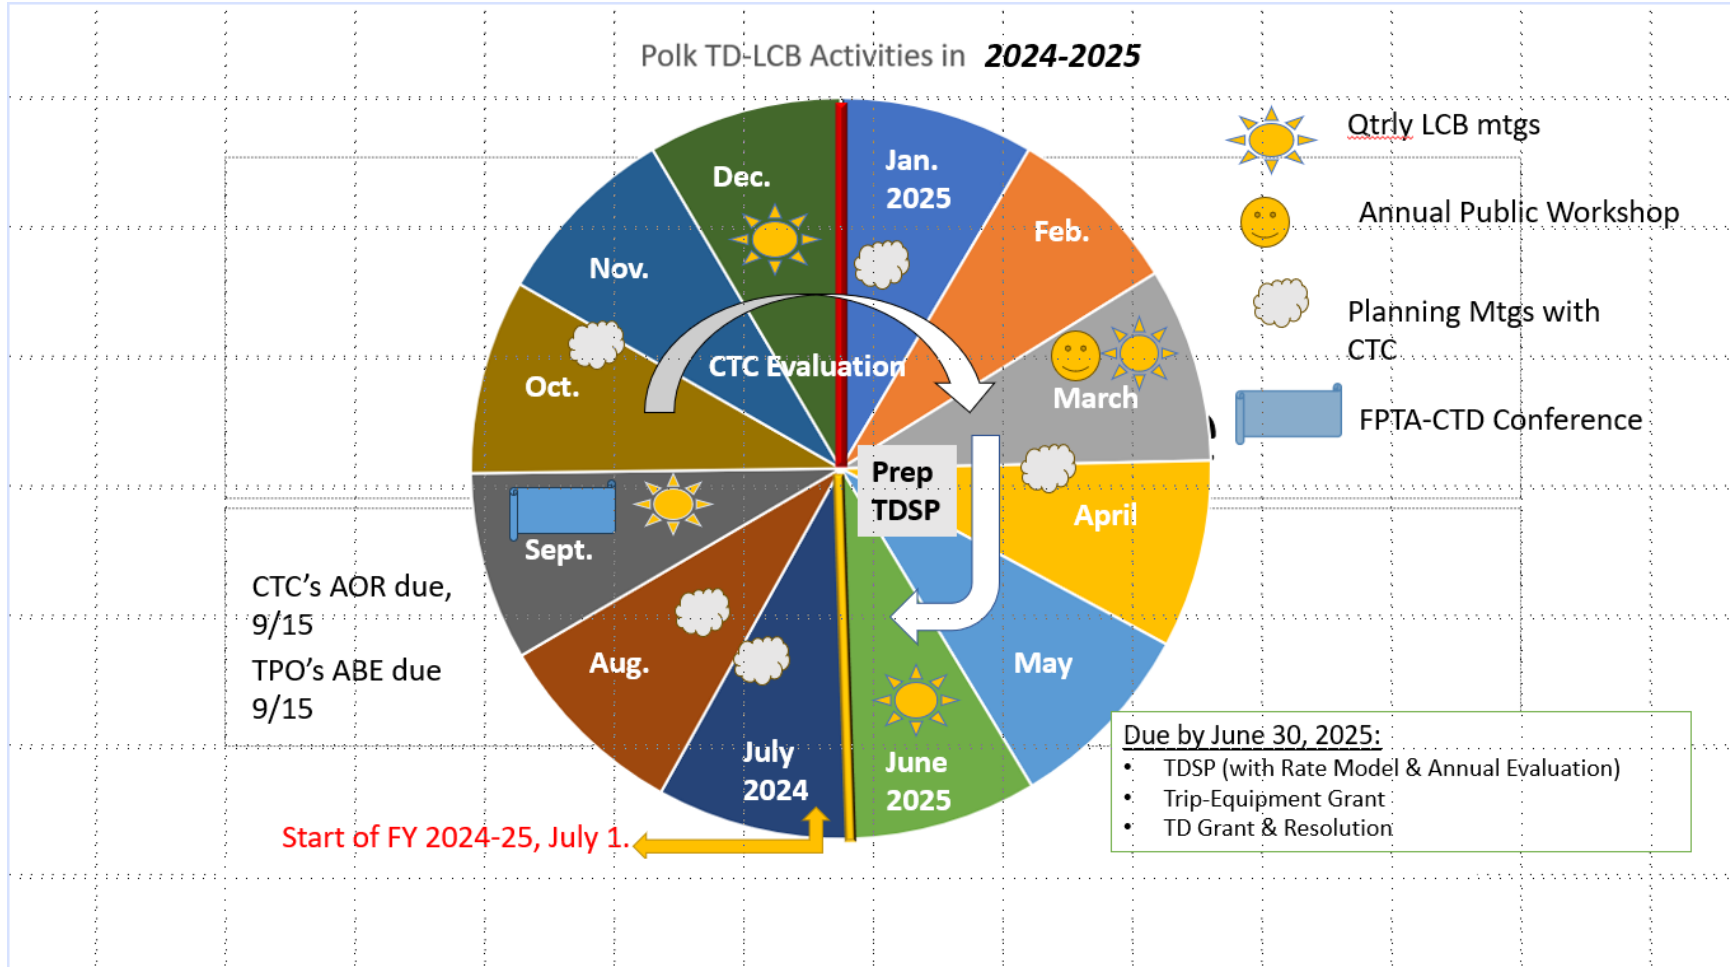 Polk TD-LCB Activities in 2024-2025
Qtrly LCB mtgs
Annual Public Workshop
Planning Mtgs with
CTC
FPTA-CTD Conference
Dec.
Jan.
2025
Feb.
Nov.
CTC Evaluation
March
Oct.
Prep
TDSP
April
Sept.
CTC’s AOR due,
9/15
TPO’s ABE due
9/15
Aug.
May
July
2024
June
2025
Start of FY 2024-25, July 1.
Due by June 30, 2025:
• TDSP (with Rate Model & Annual Evaluation)
• Trip-Equipment Grant
• TD Grant & Resolution